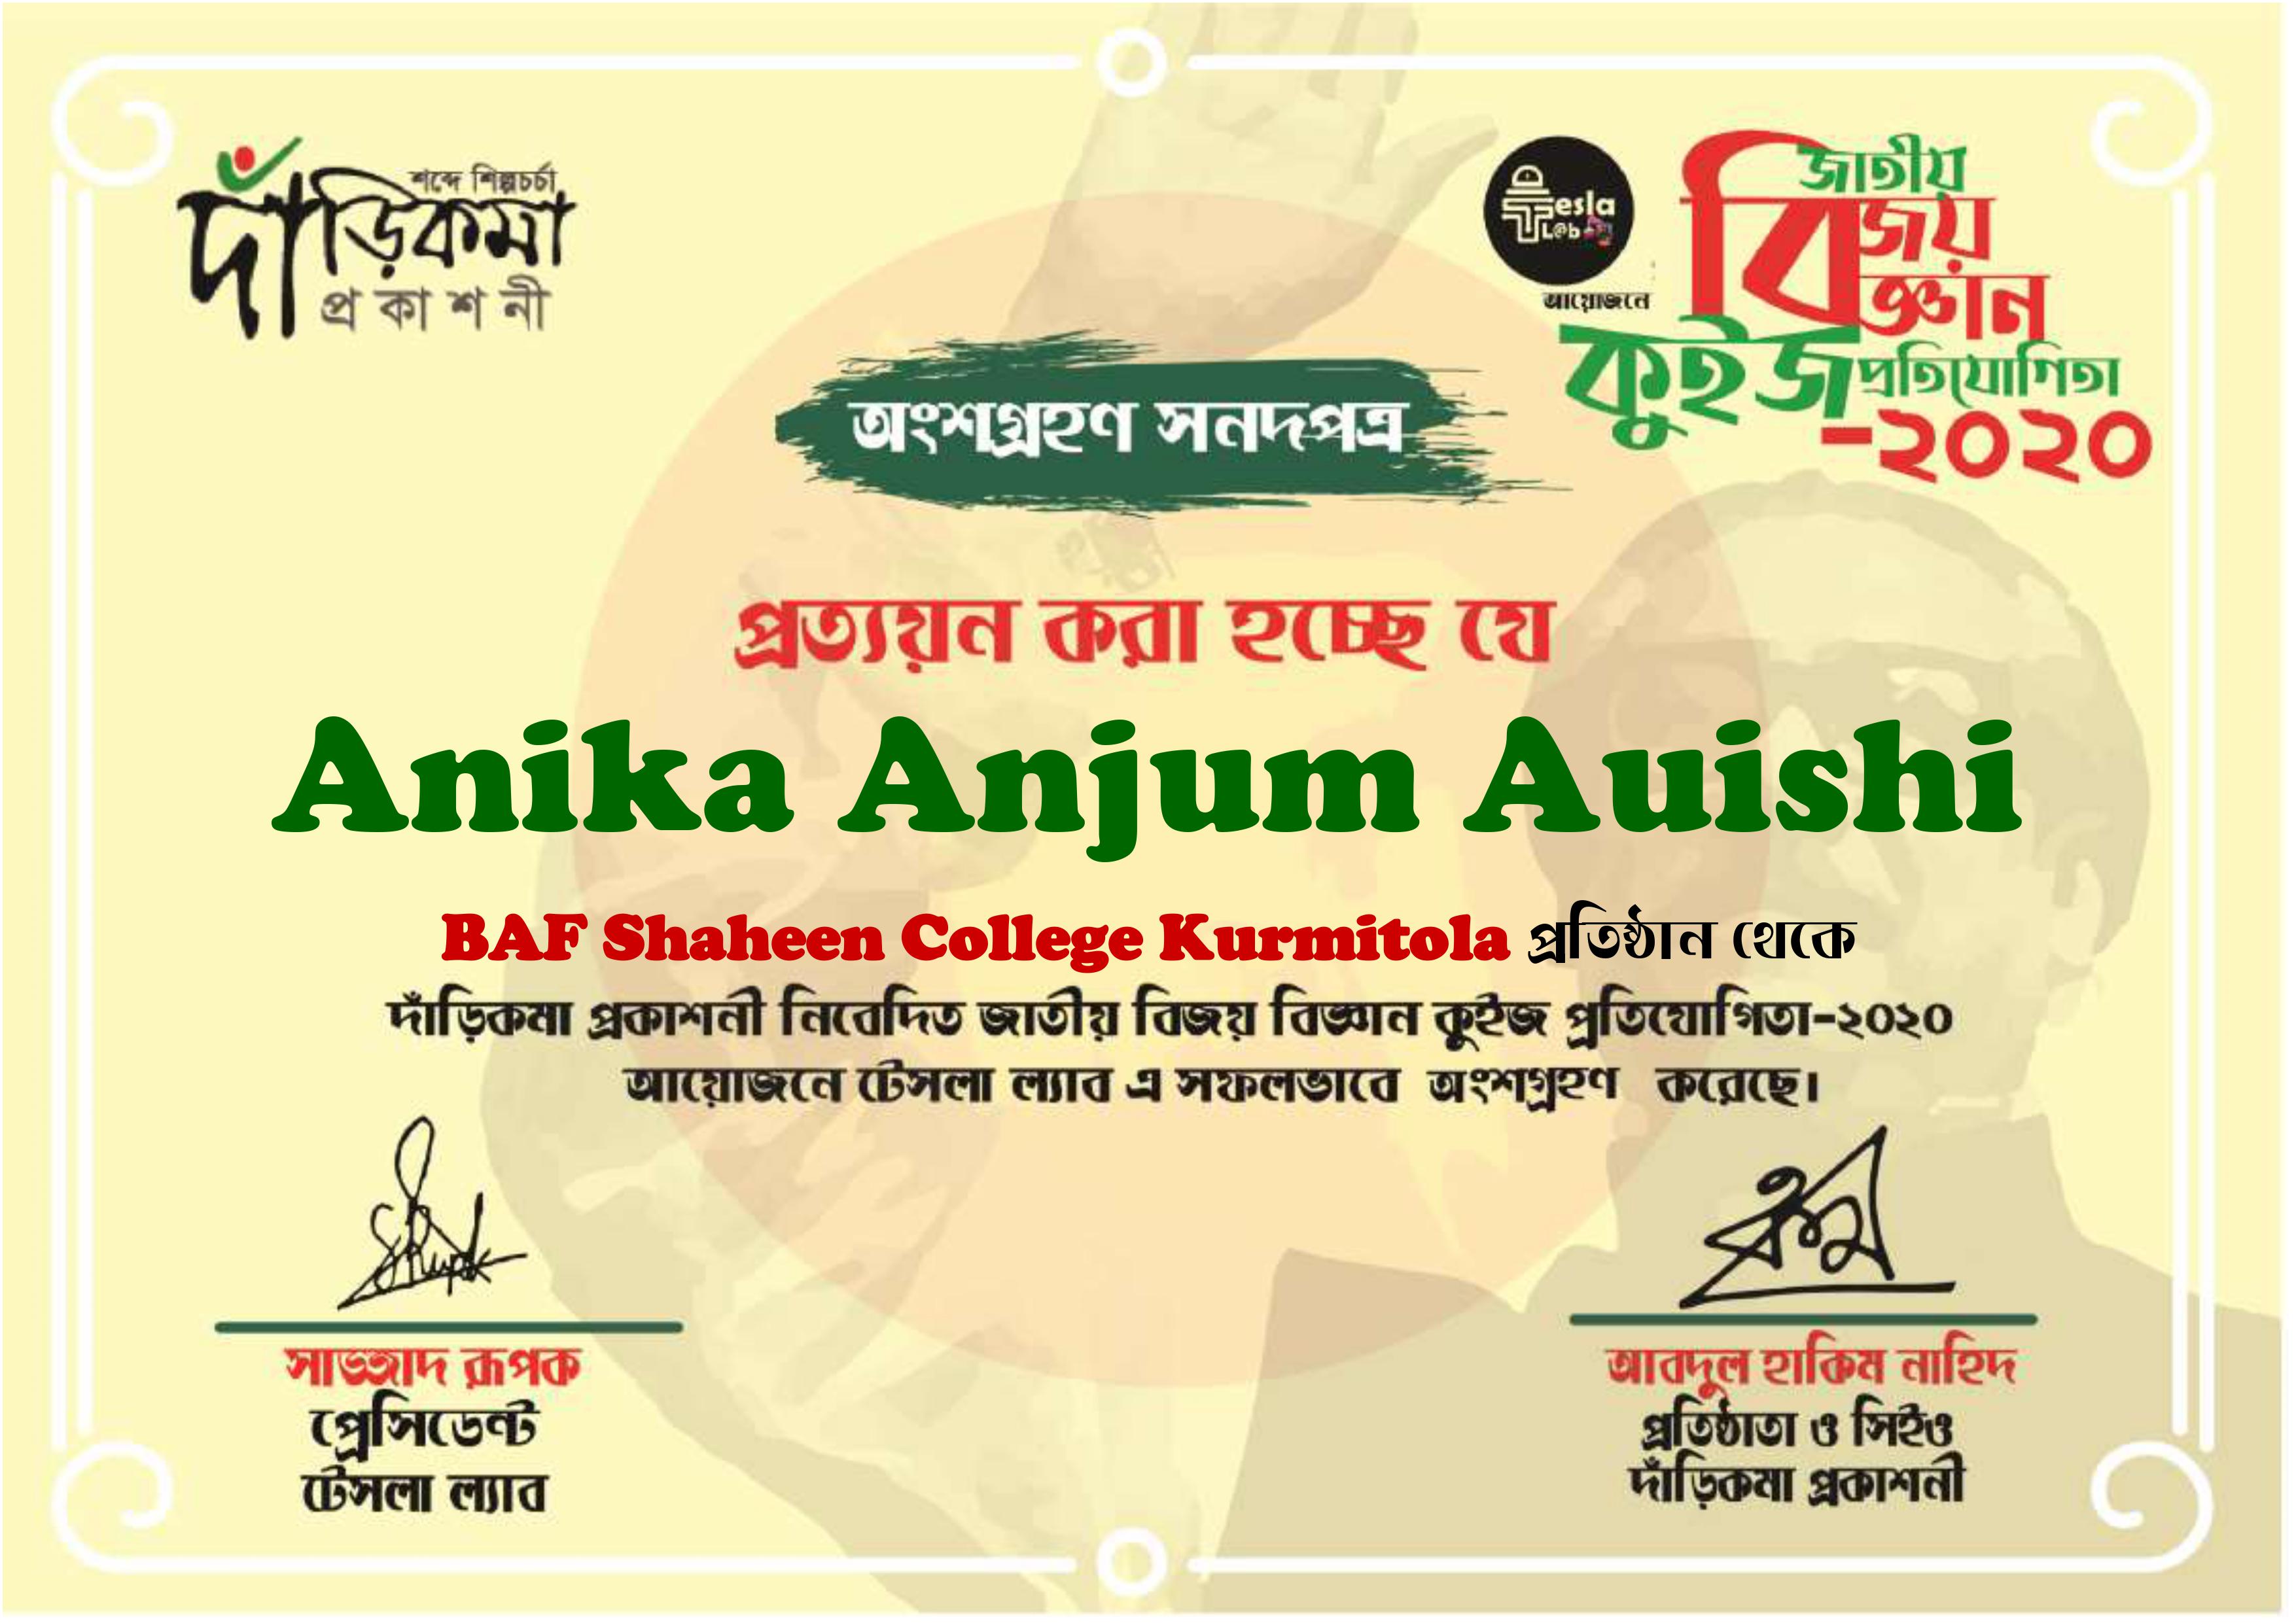 শব্দে শিল্পচর্চা
দাঁড়িকমা
প্রকাশনী
Tesla
L@b
আয়োজনে
জাতীয়
বিজয়
বিজ্ঞান
কুইজ প্রতিযোগিতা
-২০২০
অংশগ্রহণ সনদপত্র
প্রত্যয়ন করা হচ্ছে যে
Anika Anjum Auishi
BAF Shaheen College Kurmitola প্রতিষ্ঠান থেকে
দাঁড়িকমা প্রকাশনী নিবেদিত জাতীয় বিজয় বিজ্ঞান কুইজ প্রতিযোগিতা-২০২০
আয়োজনে টেসলা ল্যাব এ সফলভাবে অংশগ্রহণ করেছে।
সাজ্জাদ রূপক
প্রেসিডেন্ট
টেসলা ল্যাব
আবদুল হাকিম নাহিদ
প্রতিষ্ঠাতা ও সিইও
দাঁড়িকমা প্রকাশনী